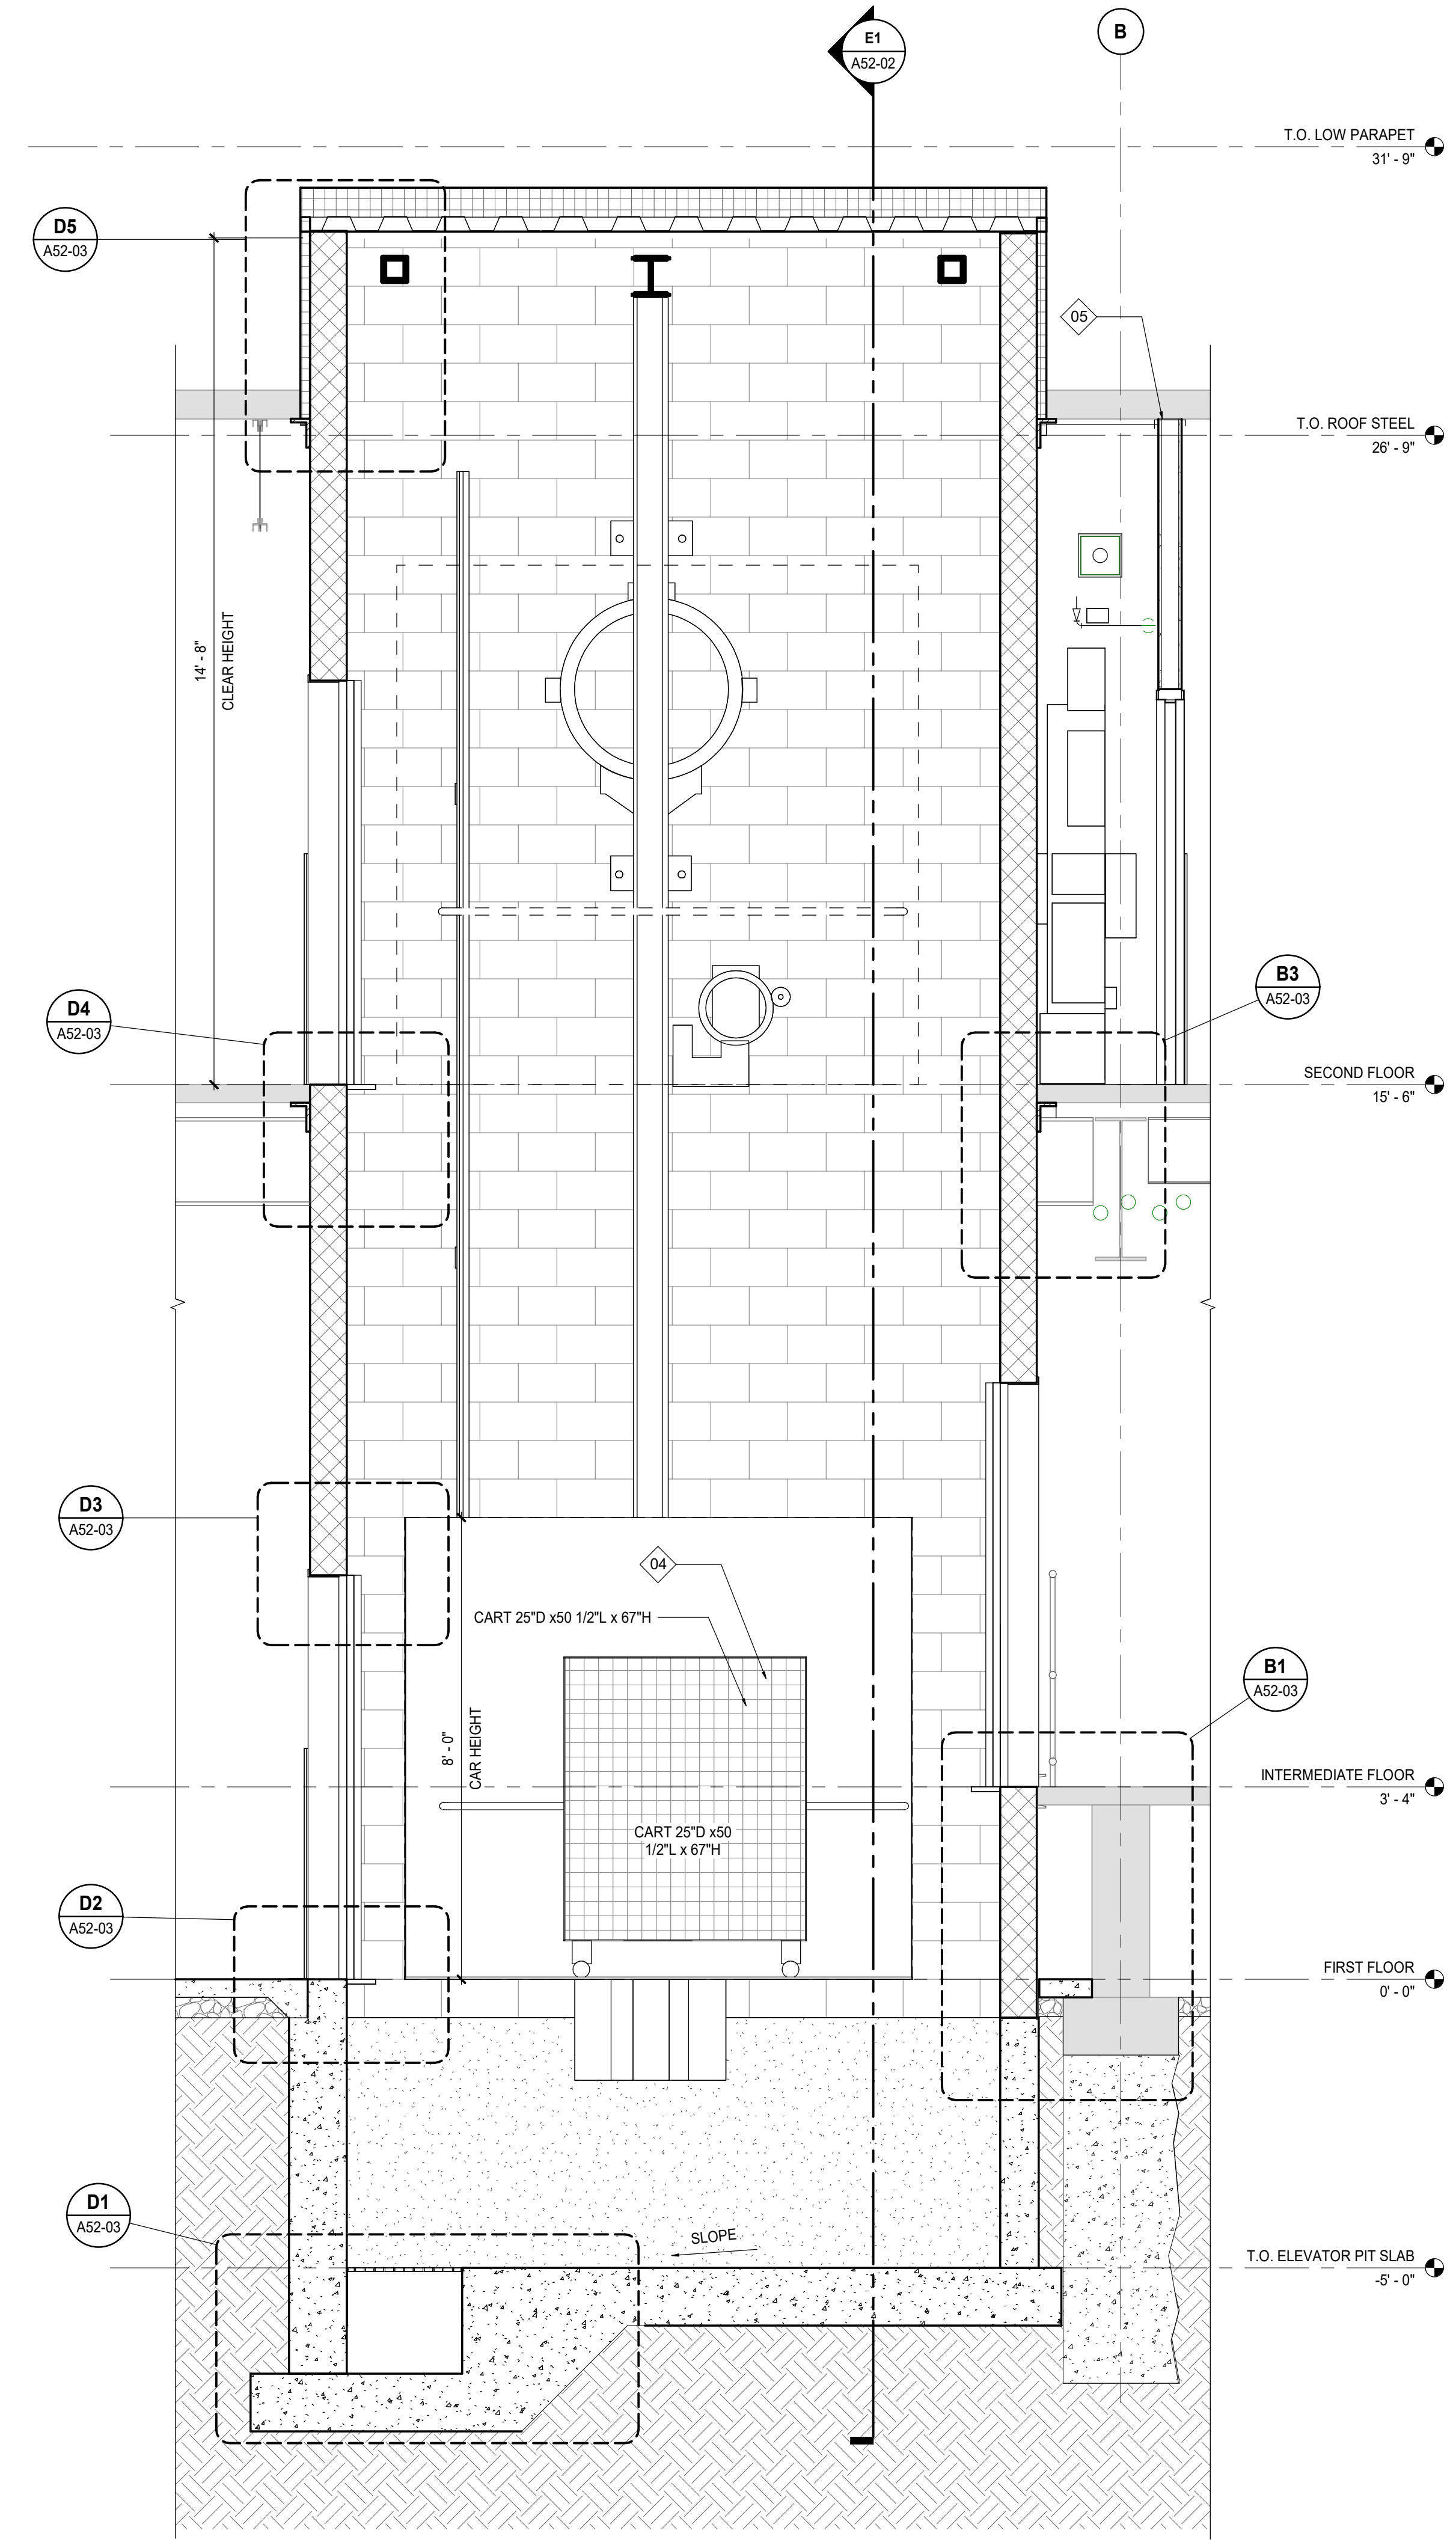 E1
A52-02
B
T.O. LOW PARAPET
31' - 9"
D5
A52-03
05
T.O. ROOF STEEL
26' - 9"
14' - 8"
CLEAR HEIGHT
B3
A52-03
D4
A52-03
SECOND FLOOR
15' - 6"
D3
A52-03
04
CART 25"D x50 1/2"L x 67"H
B1
A52-03
8' - 0"
CAR HEIGHT
INTERMEDIATE FLOOR
3' - 4"
CART 25"D x50
1/2"L x 67"H
D2
A52-03
FIRST FLOOR
0' - 0"
D1
A52-03
SLOPE
T.O. ELEVATOR PIT SLAB
-5' - 0"